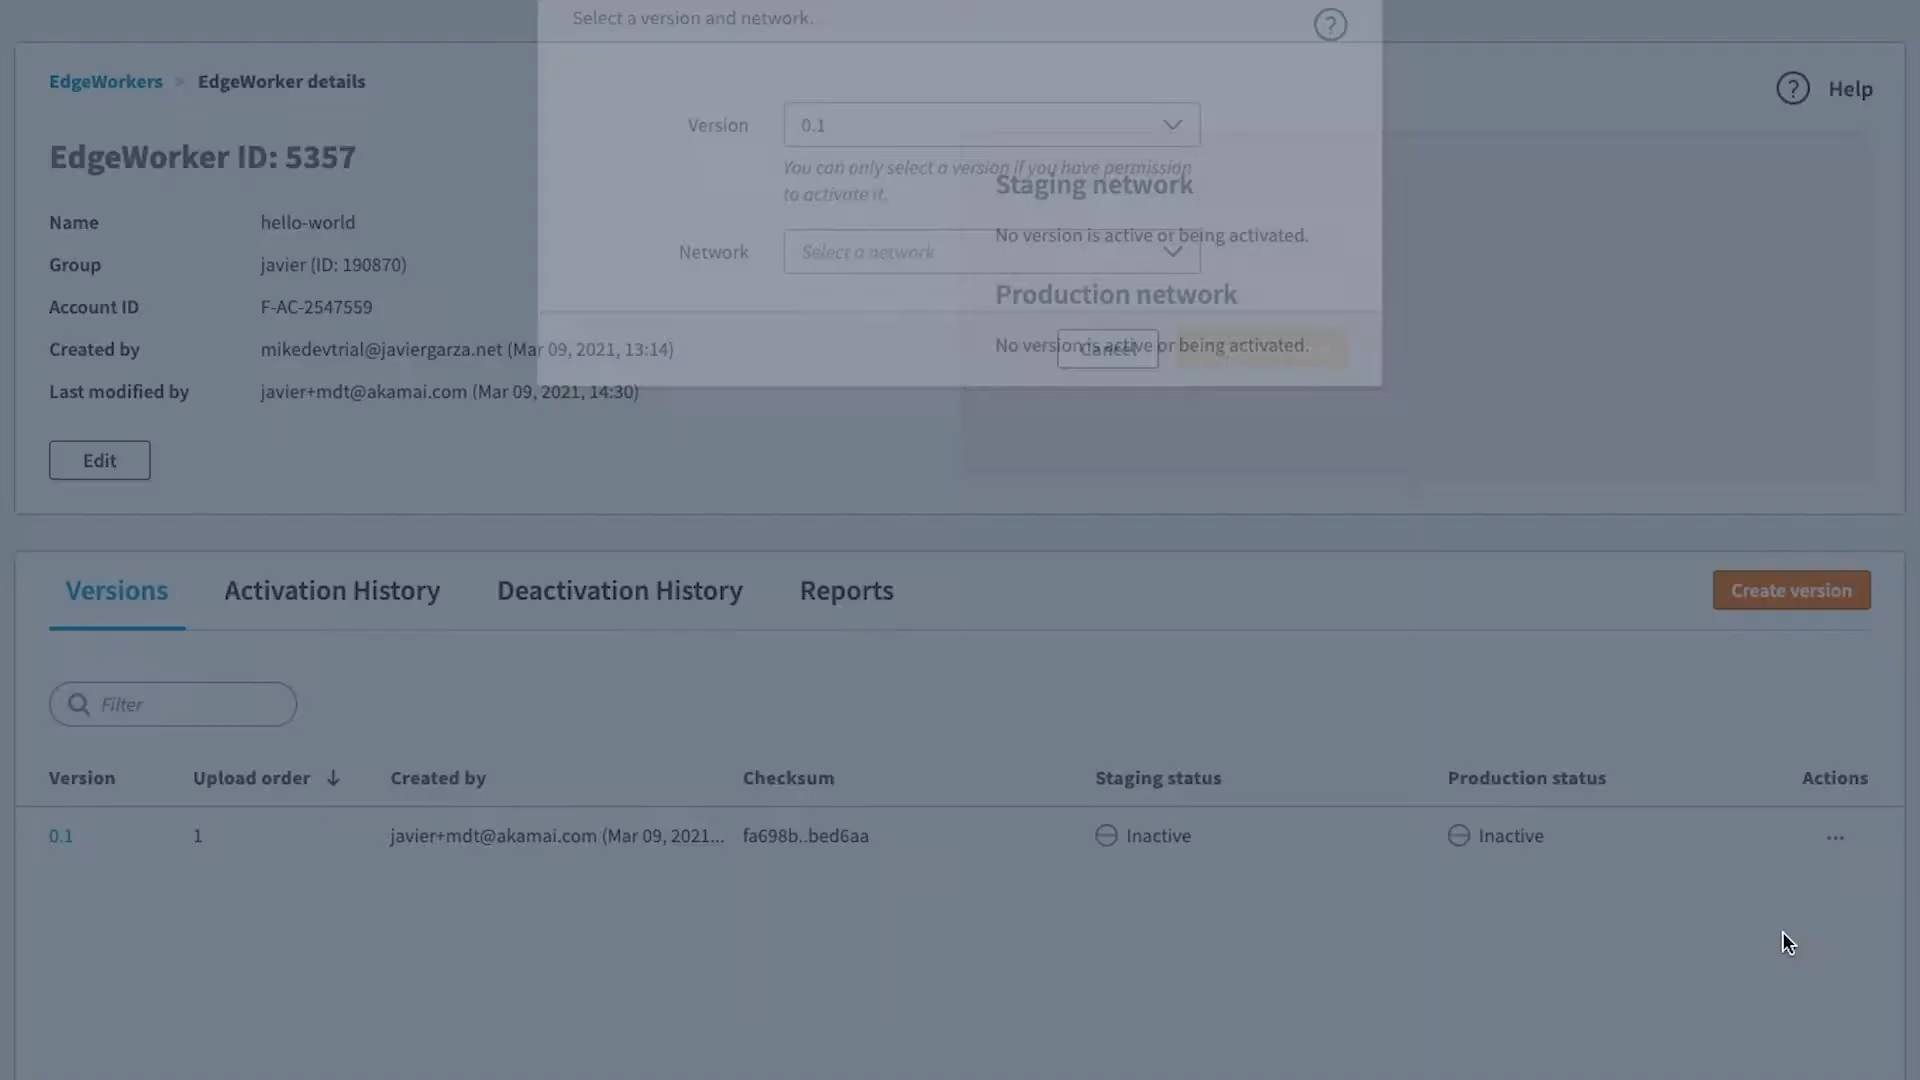 Select a version and network.
EdgeWorkers > EdgeWorker details
Help
EdgeWorker ID: 5357
Name hello-world
Group javier (ID: 190870)
Account ID F-AC-2547559
Created by mikedevtrial@javiergarza.net (Mar 09, 2021, 13:14)
Last modified by javier+mdt@akamai.com (Mar 09, 2021, 14:30)
Edit
Version 0.1
You can only select a version if you have permission
to activate it.
Network Select a network
Cancel
Staging network
No version is active or being activated.
Production network
No version is active or being activated.
Versions Activation History Deactivation History Reports
Create version
Filter
Version Upload order Created by Checksum Staging status Production status Actions
0.1 1 javier+mdt@akamai.com (Mar 09, 2021... fa698b..bed6aa Inactive Inactive ...